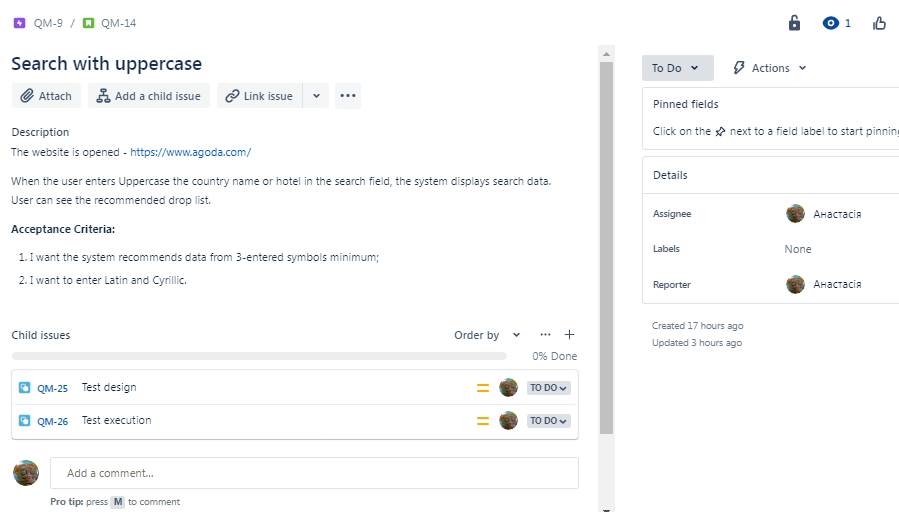 QM-9 / QM-14
1
Search with uppercase
Attach
Add a child issue
Link issue
Description
The website is opened - https://www.agoda.com/
When the user enters Uppercase the country name or hotel in the search field, the system displays search data.
User can see the recommended drop list.
Acceptance Criteria:
1. I want the system recommends data from 3-entered symbols minimum;
2. I want to enter Latin and Cyrillic.
Child issues
Order by
0% Done
QM-25 Test design TO DO
QM-26 Test execution TO DO
Add a comment...
Pro tip: press M to comment
To Do
Actions
Pinned fields
Click on the next to a field label to start pinning
Details
Assignee Анастасія
Labels None
Reporter Анастасія
Created 17 hours ago
Updated 3 hours ago